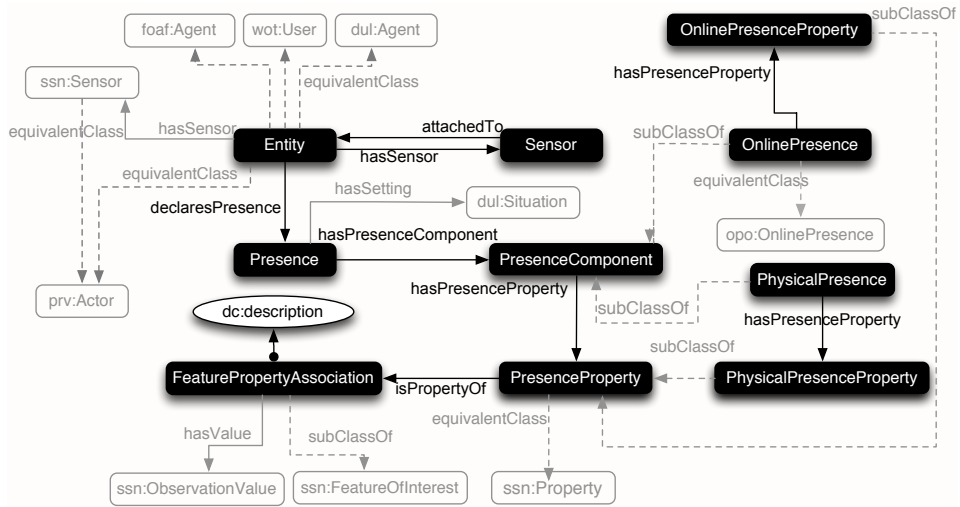 foaf:Agent
wot:User
dul:Agent
OnlinePresenceProperty
subClassOf
ssn:Sensor
equivalentClass
hasPresenceProperty
equivalentClass
hasSensor
attachedTo
subClassOf
Entity
hasSensor
Sensor
OnlinePresence
equivalentClass
equivalentClass
declaresPresence
hasSetting
dul:Situation
opo:OnlinePresence
hasPresenceComponent
Presence
PresenceComponent
PhysicalPresence
hasPresenceProperty
prv:Actor
dc:description
subClassOf
hasPresenceProperty
subClassOf
FeaturePropertyAssociation
isPropertyOf
PresenceProperty
PhysicalPresenceProperty
equivalentClass
hasValue
subClassOf
ssn:ObservationValue
ssn:FeatureOfInterest
ssn:Property